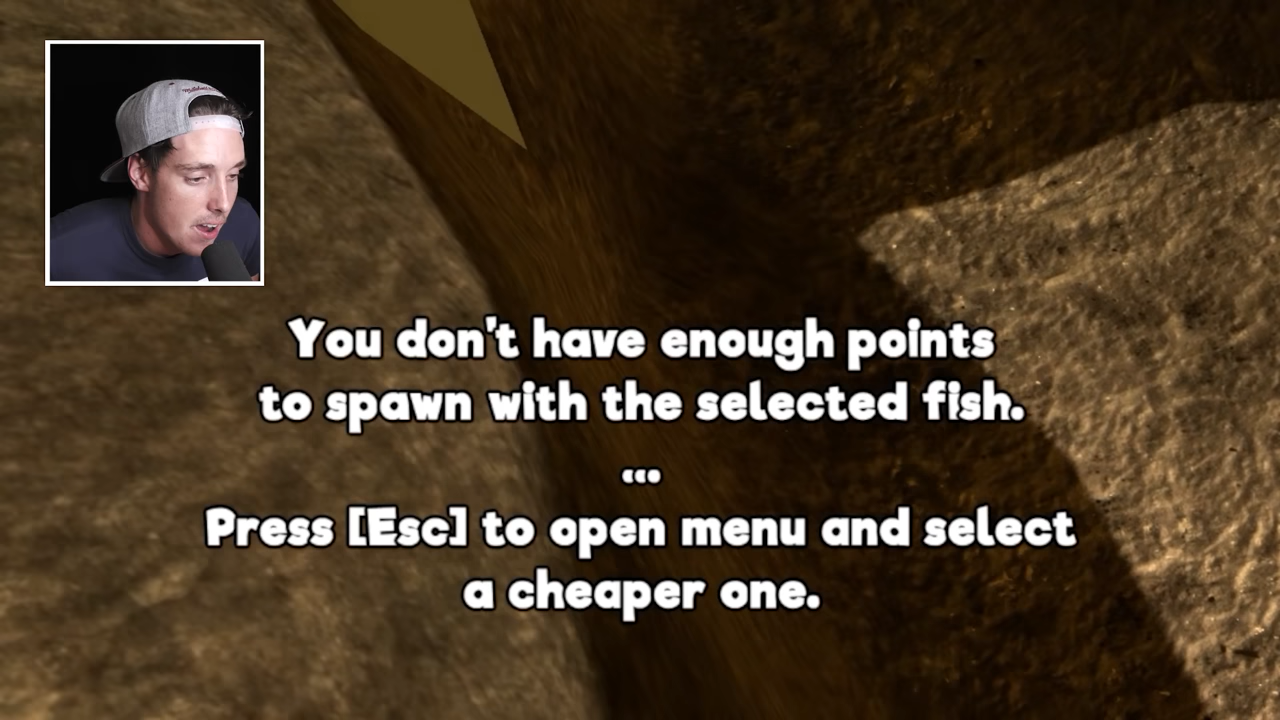 You don't have enough points
to spawn with the selected fish.
...
Press [Esc] to open menu and select
a cheaper one.